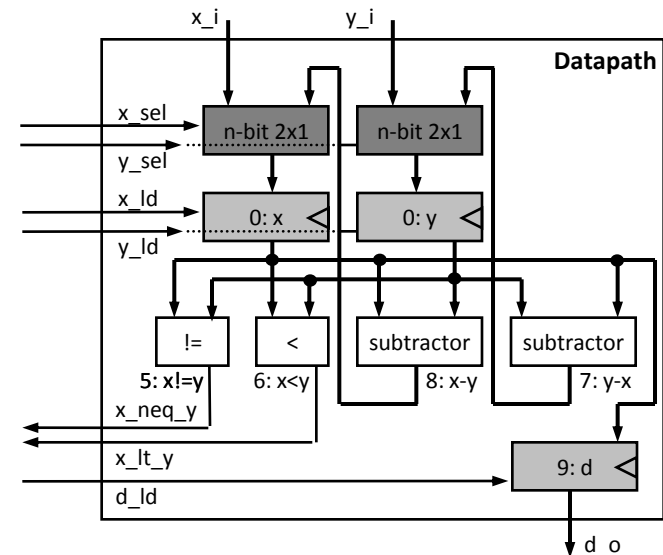 x_i
y_i
Datapath
x_sel
n-bit 2x1
n-bit 2x1
y_sel
x_ld
0: x
0: y
y_ld
!=
<
subtractor
subtractor
5: x!=y
6: x<y
8: x-y
7: y-x
x_neq_y
x_lt_y
9: d
d_ld
d_o